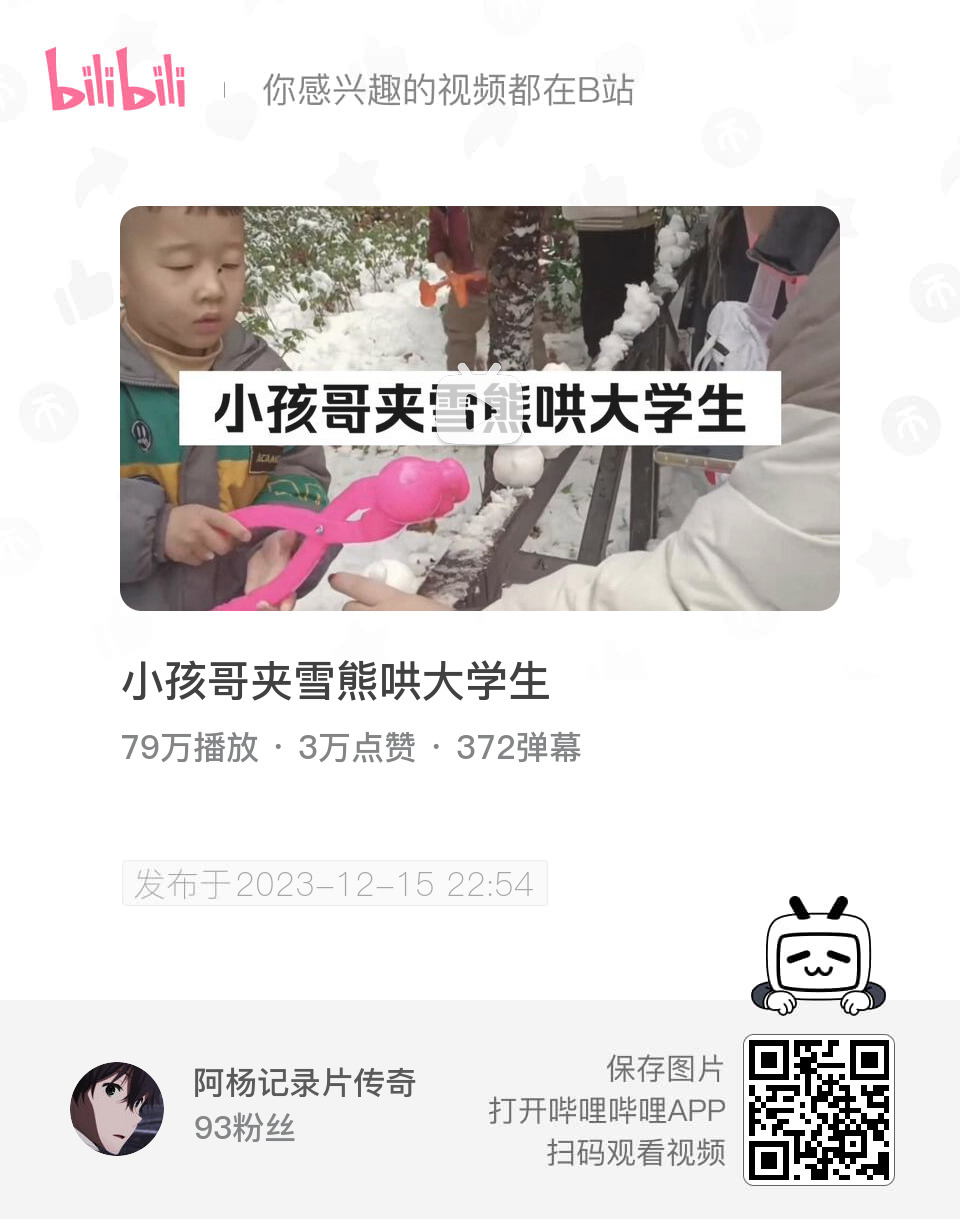 bilibili
你感兴趣的视频都在B站
小孩哥夹雪熊哄大学生
小孩哥夹雪熊哄大学生
79万播放 · 3万点赞 · 372弹幕
发布于2023-12-15 22:54
阿杨记录片传奇
93粉丝
保存图片
打开哔哩哔哩APP
扫码观看视频